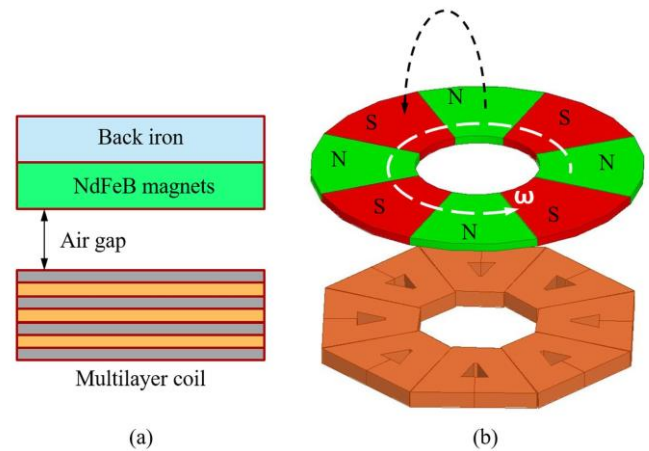 Back iron
NdFeB magnets
Air gap
Multilayer coil
(a)
N
S
S
N
N
S
S
N
ω
(b)